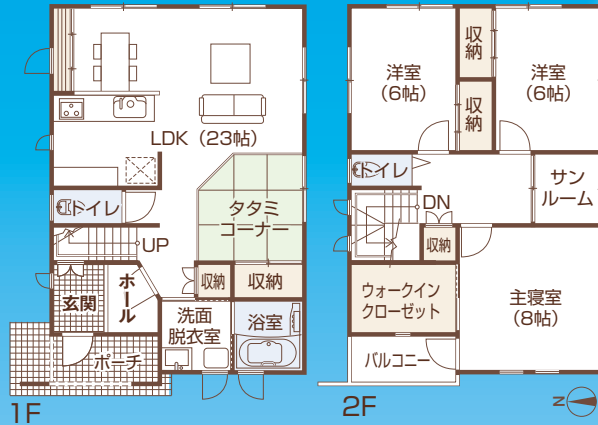 LDK（23帖）
トイレ
タタミ
コーナー
UP
玄関
ホール
収納
収納
洗面
脱衣室
浴室
ポーチ
1F
洋室
（6帖）
収納
収納
洋室
（6帖）
トイレ
DN
収納
サン
ルーム
ウォークイン
クローゼット
主寝室
（8帖）
バルコニー
2F
N